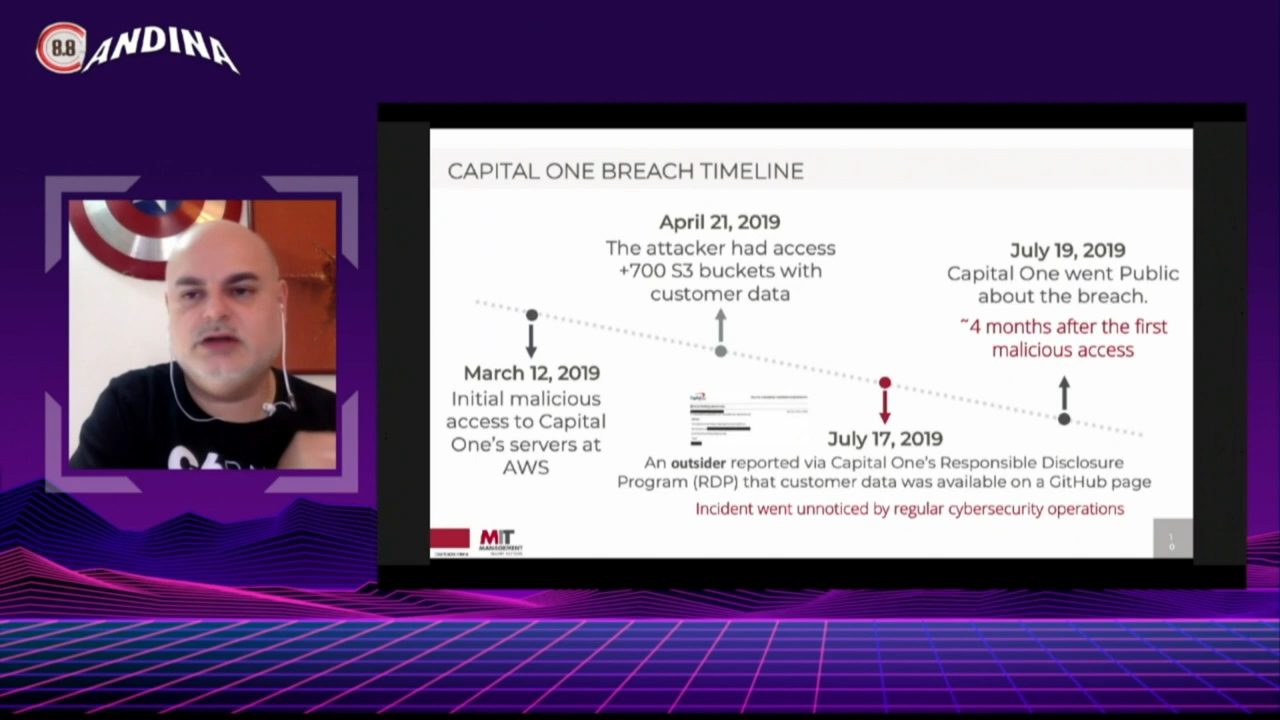 8.8 ANDINA
CAPITAL ONE BREACH TIMELINE
April 21, 2019
The attacker had access
+700 S3 buckets with
customer data
July 19, 2019
Capital One went Public
about the breach.
~4 months after the first
malicious access
March 12, 2019
Initial malicious
access to Capital
One's servers at
AWS
July 17, 2019
An outsider reported via Capital One's Responsible Disclosure
Program (RDP) that customer data was available on a GitHub page
Incident went unnoticed by regular cybersecurity operations
MIT
MANAGEMENT
1
0